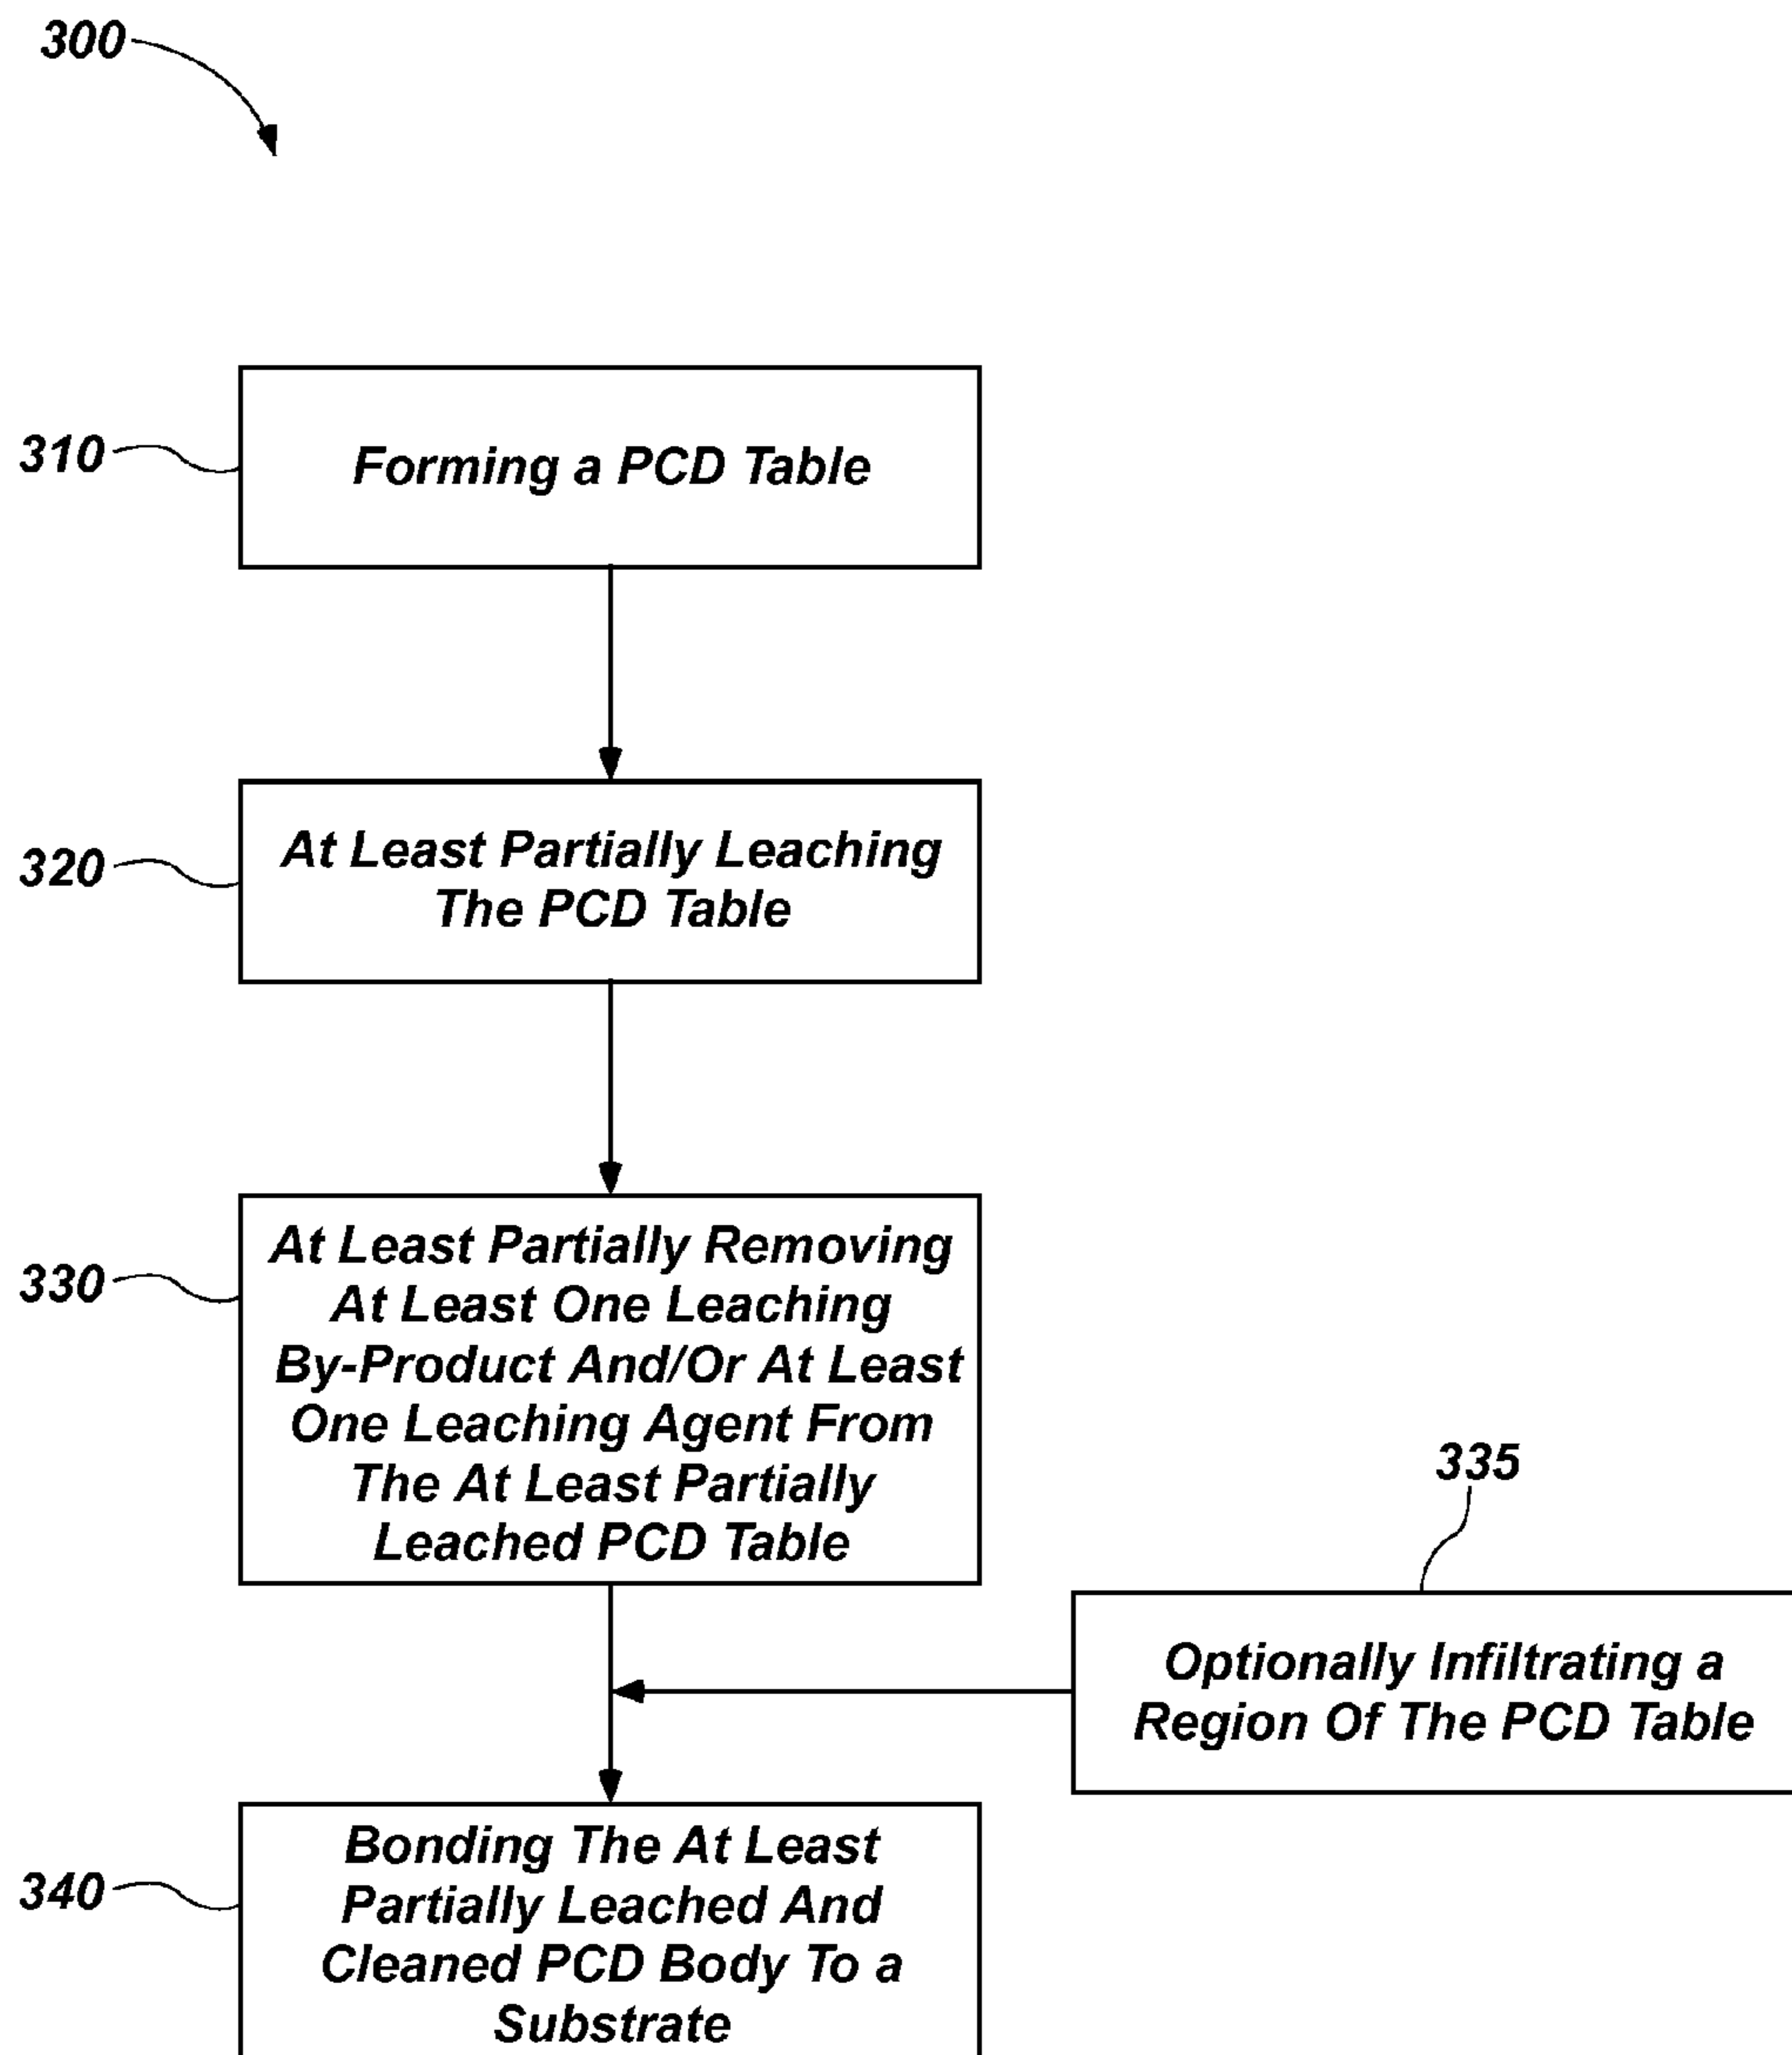 300
310
Forming a PCD Table
320
At Least Partially Leaching
The PCD Table
330
At Least Partially Removing
At Least One Leaching
By-Product And/Or At Least
One Leaching Agent From
The At Least Partially
Leached PCD Table
335
Optionally Infiltrating a
Region Of The PCD Table
340
Bonding The At Least
Partially Leached And
Cleaned PCD Body To a
Substrate